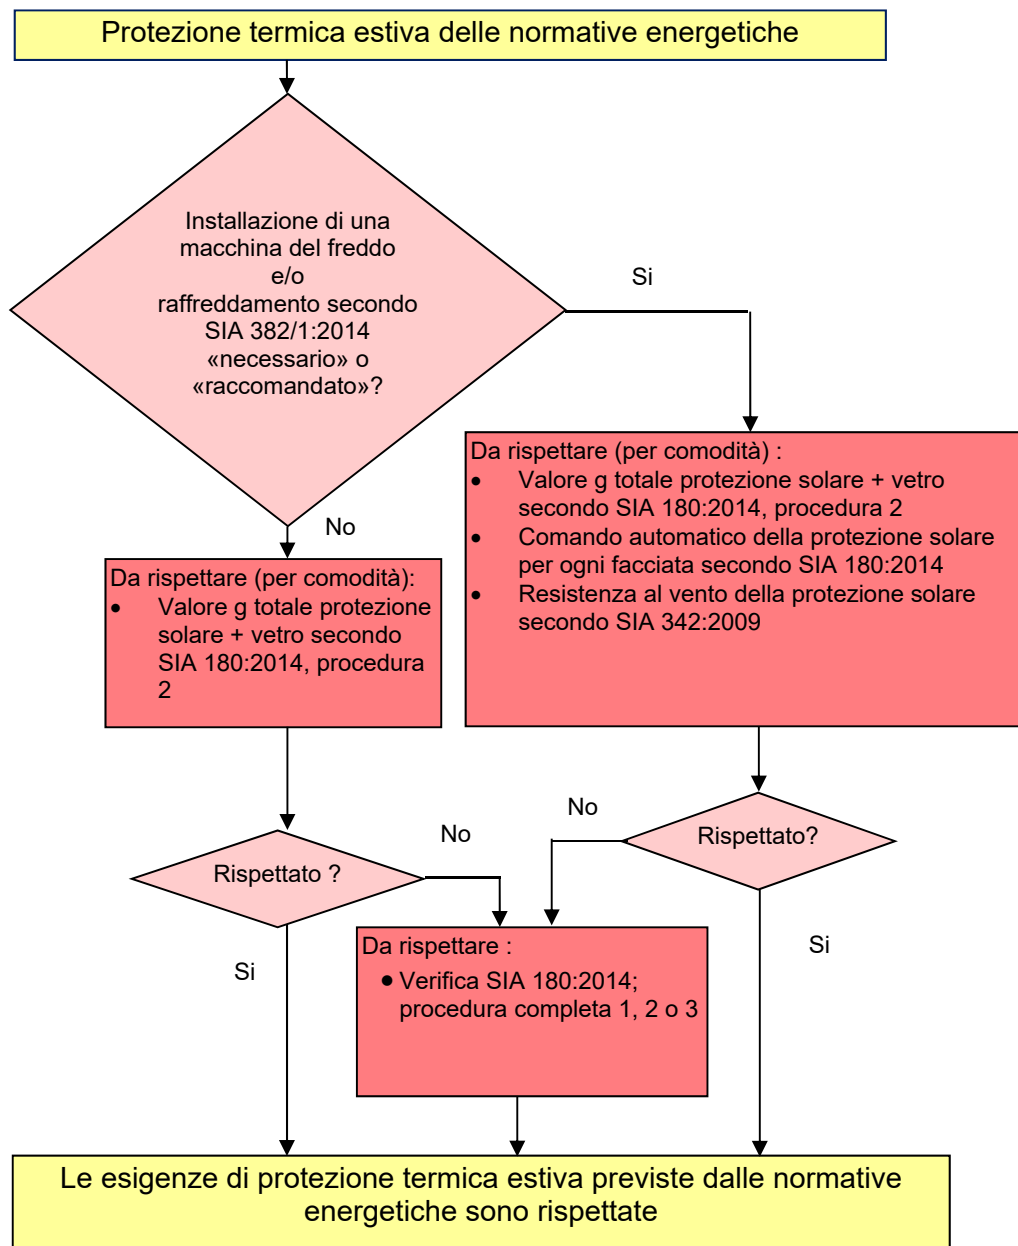 Protezione termica estiva delle normative energetiche
Installazione di una
macchina del freddo
e/o
raffreddamento secondo
SIA 382/1:2014
«necessario» o
«raccomandato»?
Si
No
Da rispettare (per comodità) :
• Valore g totale protezione solare + vetro
secondo SIA 180:2014, procedura 2
• Comando automatico della protezione solare
per ogni facciata secondo SIA 180:2014
• Resistenza al vento della protezione solare
secondo SIA 342:2009
Da rispettare (per comodità):
• Valore g totale protezione
solare + vetro secondo
SIA 180:2014, procedura
2
Rispettato ?
No
No
Rispettato?
Si
Da rispettare :
• Verifica SIA 180:2014;
procedura completa 1, 2 o 3
Si
Le esigenze di protezione termica estiva previste dalle normative
energetiche sono rispettate